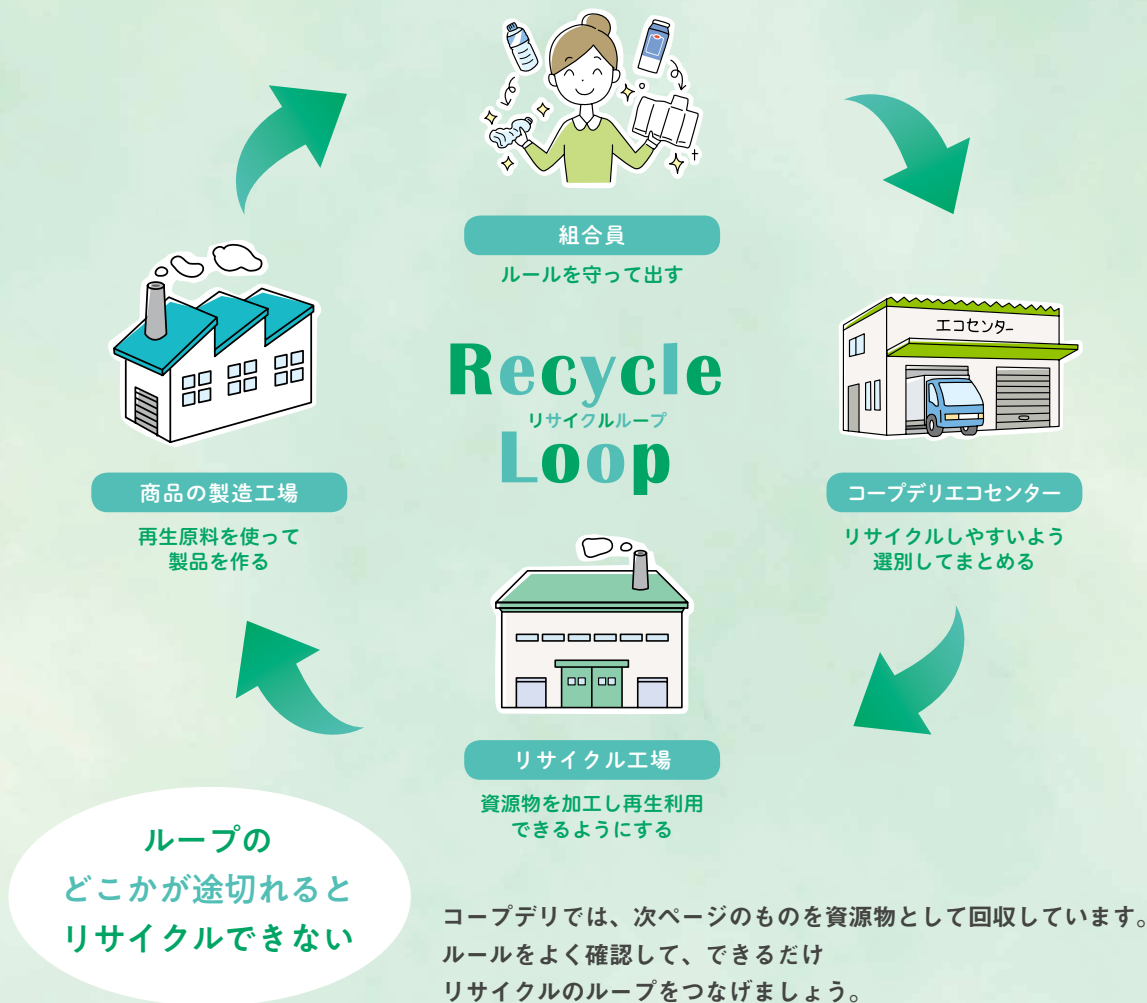 組合員
ルールを守って出す
エコセンター
コープデリエコセンター
リサイクルしやすいよう
選別してまとめる
リサイクル工場
資源物を加工し再生利用
できるようにする
商品の製造工場
再生原料を使って
製品を作る
Recycle
リサイクルループ
Loop
ループの
どこかが途切れると
リサイクルできない
コープデリでは、次ページのものを資源物として回収しています。
ルールをよく確認して、できるだけ
リサイクルのループをつなげましょう。